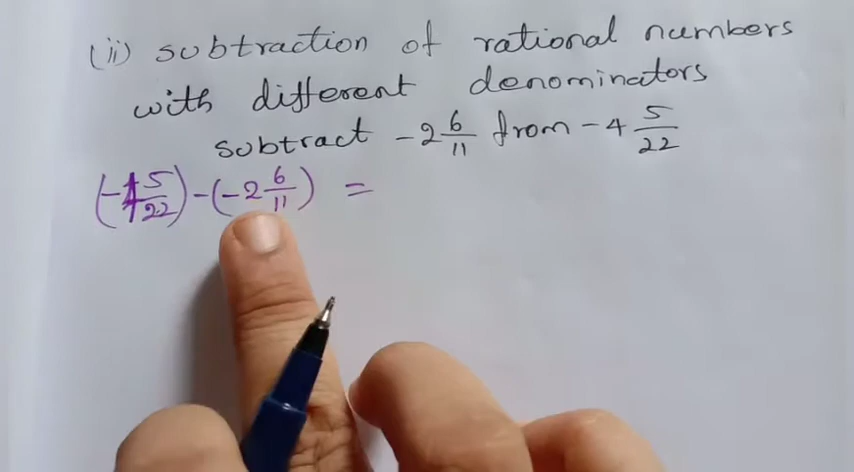 (ii) subtraction of rational numbers
with different denominators
subtract -2 6/11 from -4 5/22
(-4 5/22) - (-2 6/11) =